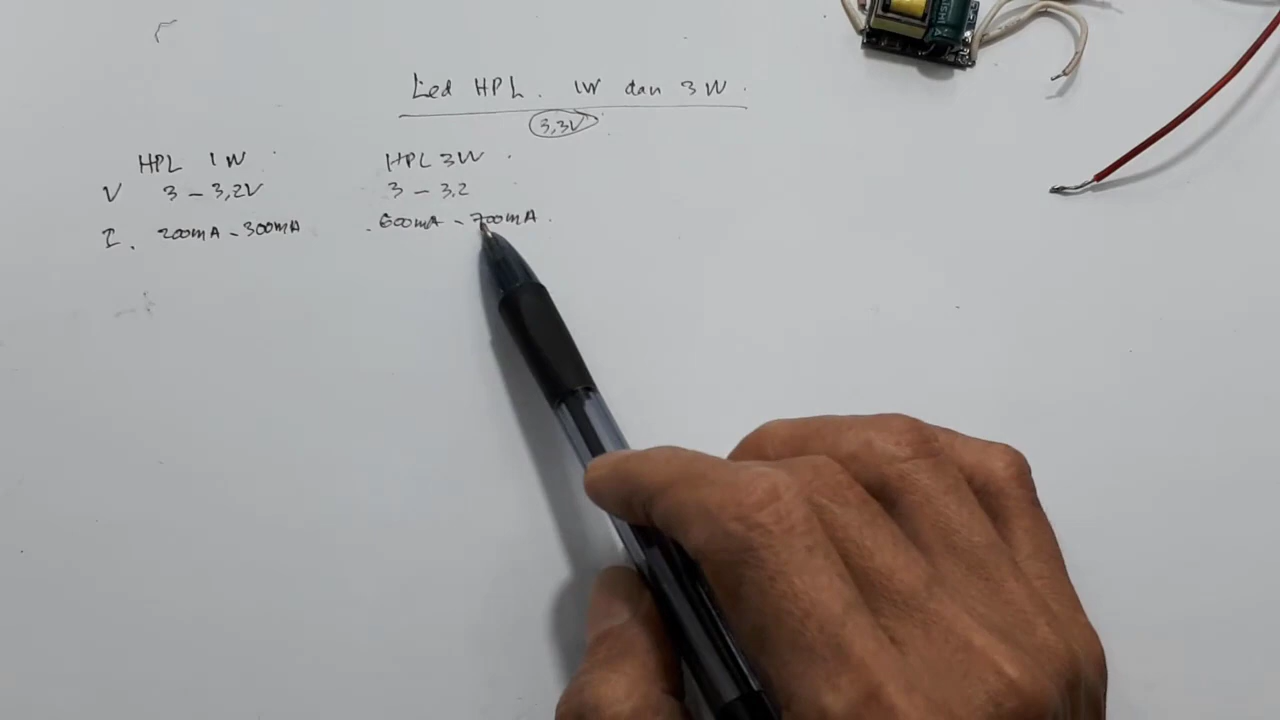 Led HPL. 1W dan 3W.
3,3V
HPL 1W HPL 3W.
V 3 - 3,2V 3 - 3,2
I. 200mA - 300mA .600mA - 700mA.